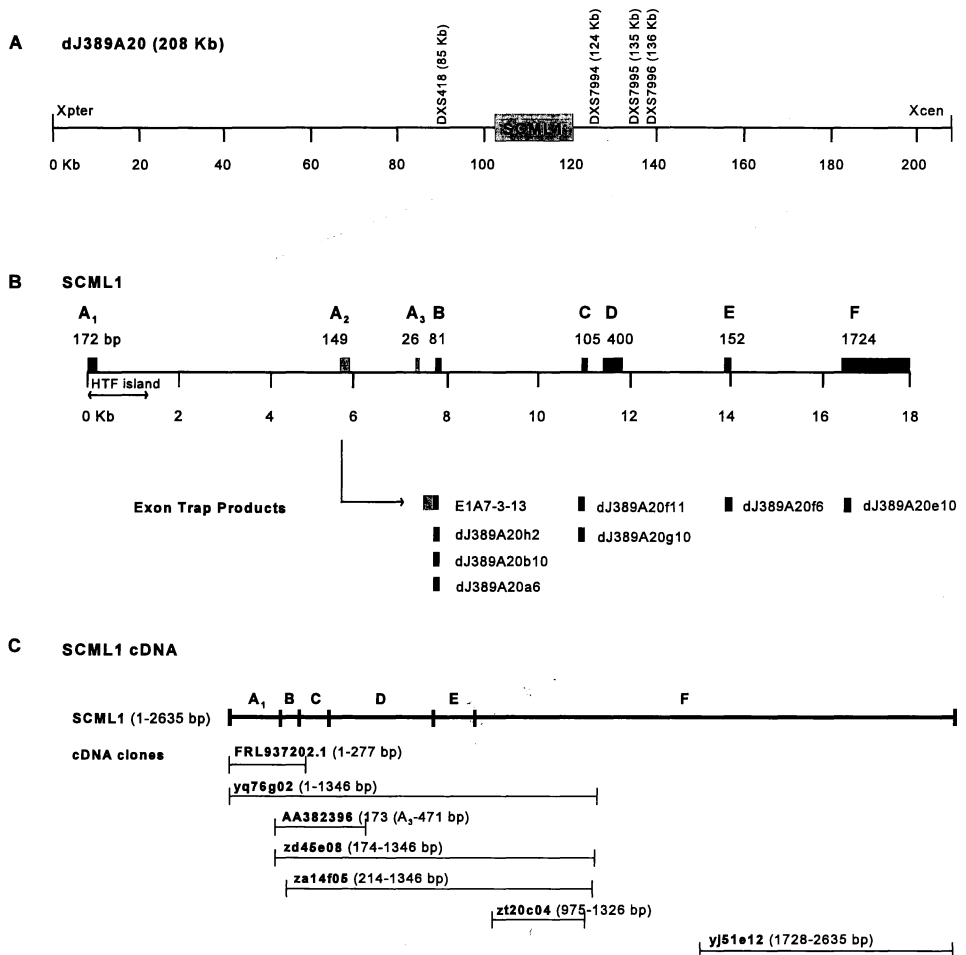 A dJ389A20 (208 Kb)
DXS418 (85 Kb)
DXS7994 (124 Kb)
DXS7995 (135 Kb)
DXS7996 (136 Kb)
Xpter SCML1 Xcen
0 Kb 20 40 60 80 100 120 140 160 180 200
B SCML1
A1 A2 A3 B C D E F
172 bp 149 26 81 105 400 152 1724
HTF island
0 Kb 2 4 6 8 10 12 14 16 18
Exon Trap Products E1A7-3-13 dJ389A20f11 dJ389A20f6 dJ389A20e10
dJ389A20h2 dJ389A20g10
dJ389A20b10
dJ389A20a6
C SCML1 cDNA
A1 B C D E F
SCML1 (1-2635 bp)
cDNA clones FRL937202.1 (1-277 bp)
yq76g02 (1-1346 bp)
AA382396 (173 (A3-471 bp)
zd45e08 (174-1346 bp)
za14f05 (214-1346 bp)
zt20c04 (975-1326 bp)
yj51e12 (1728-2635 bp)